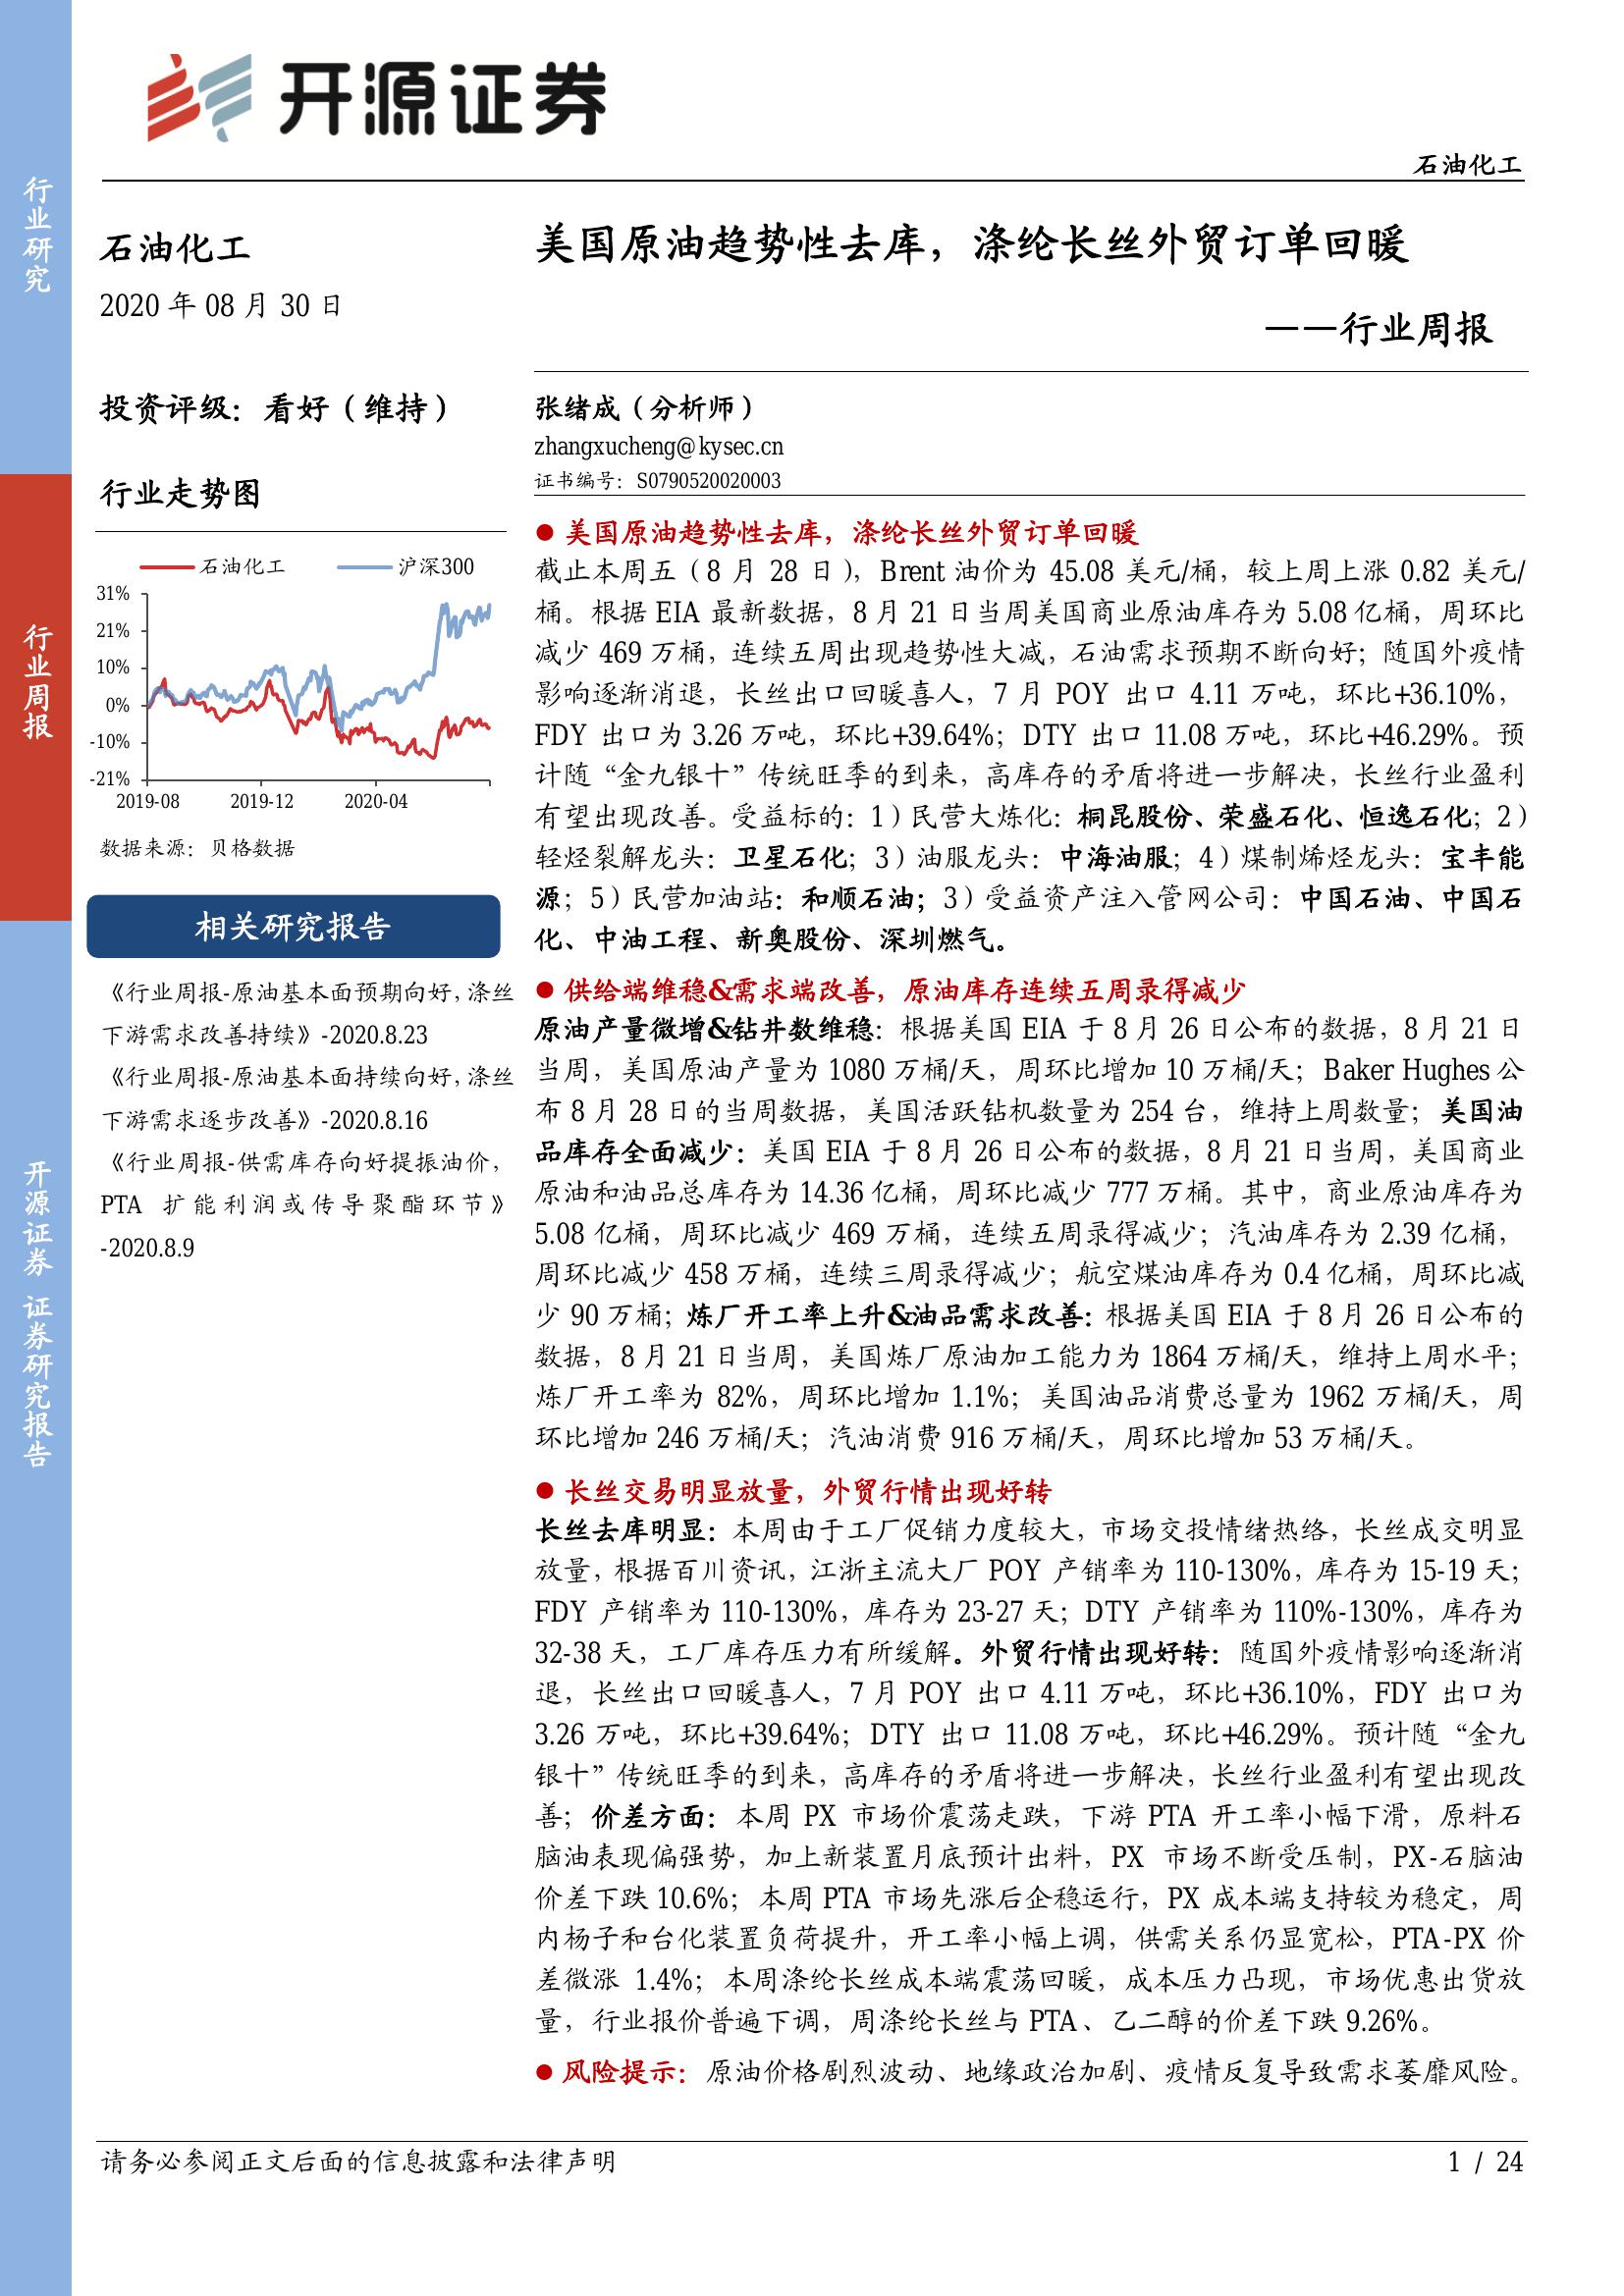 开源证券
石油化工
行业研究
行业周报
开源证券 证券研究报告
石油化工
2020 年 08 月 30 日
投资评级：看好（维持）
行业走势图
石油化工
沪深300
31%
21%
10%
0%
-10%
-21%
2019-08
2019-12
2020-04
数据来源：贝格数据
相关研究报告
《行业周报-原油基本面预期向好，涤丝
下游需求改善持续》-2020.8.23
《行业周报-原油基本面持续向好，涤丝
下游需求逐步改善》-2020.8.16
《行业周报-供需库存向好提振油价，
PTA 扩能利润或传导聚酯环节》
-2020.8.9
美国原油趋势性去库，涤纶长丝外贸订单回暖
——行业周报
张绪成（分析师）
zhangxucheng@kysec.cn
证书编号：S0790520020003
● 美国原油趋势性去库，涤纶长丝外贸订单回暖
截止本周五（8 月 28 日），Brent 油价为 45.08 美元/桶，较上周上涨 0.82 美元/
桶。根据 EIA 最新数据，8 月 21 日当周美国商业原油库存为 5.08 亿桶，周环比
减少 469 万桶，连续五周出现趋势性大减，石油需求预期不断向好；随国外疫情
影响逐渐消退，长丝出口回暖喜人，7 月 POY 出口 4.11 万吨，环比+36.10%，
FDY 出口为 3.26 万吨，环比+39.64%；DTY 出口 11.08 万吨，环比+46.29%。预
计随“金九银十”传统旺季的到来，高库存的矛盾将进一步解决，长丝行业盈利
有望出现改善。受益标的：1）民营大炼化：桐昆股份、荣盛石化、恒逸石化；2）
轻烃裂解龙头：卫星石化；3）油服龙头：中海油服；4）煤制烯烃龙头：宝丰能
源；5）民营加油站：和顺石油；3）受益资产注入管网公司：中国石油、中国石
化、中油工程、新奥股份、深圳燃气。
● 供给端维稳&需求端改善，原油库存连续五周录得减少
原油产量微增&钻井数维稳：根据美国 EIA 于 8 月 26 日公布的数据，8 月 21 日
当周，美国原油产量为 1080 万桶/天，周环比增加 10 万桶/天；Baker Hughes 公
布 8 月 28 日的当周数据，美国活跃钻机数量为 254 台，维持上周数量；美国油
品库存全面减少：美国 EIA 于 8 月 26 日公布的数据，8 月 21 日当周，美国商业
原油和油品总库存为 14.36 亿桶，周环比减少 777 万桶。其中，商业原油库存为
5.08 亿桶，周环比减少 469 万桶，连续五周录得减少；汽油库存为 2.39 亿桶，
周环比减少 458 万桶，连续三周录得减少；航空煤油库存为 0.4 亿桶，周环比减
少 90 万桶；炼厂开工率上升&油品需求改善：根据美国 EIA 于 8 月 26 日公布的
数据，8 月 21 日当周，美国炼厂原油加工能力为 1864 万桶/天，维持上周水平；
炼厂开工率为 82%，周环比增加 1.1%；美国油品消费总量为 1962 万桶/天，周
环比增加 246 万桶/天；汽油消费 916 万桶/天，周环比增加 53 万桶/天。
● 长丝交易明显放量，外贸行情出现好转
长丝去库明显：本周由于工厂促销力度较大，市场交投情绪热络，长丝成交明显
放量，根据百川资讯，江浙主流大厂 POY 产销率为 110-130%，库存为 15-19 天；
FDY 产销率为 110-130%，库存为 23-27 天；DTY 产销率为 110%-130%，库存为
32-38 天，工厂库存压力有所缓解。外贸行情出现好转：随国外疫情影响逐渐消
退，长丝出口回暖喜人，7 月 POY 出口 4.11 万吨，环比+36.10%，FDY 出口为
3.26 万吨，环比+39.64%；DTY 出口 11.08 万吨，环比+46.29%。预计随“金九
银十”传统旺季的到来，高库存的矛盾将进一步解决，长丝行业盈利有望出现改
善；价差方面：本周 PX 市场价震荡走跌，下游 PTA 开工率小幅下滑，原料石
脑油表现偏强势，加上新装置月底预计出料，PX 市场不断受压制，PX-石脑油
价差下跌 10.6%；本周 PTA 市场先涨后企稳运行，PX 成本端支持较为稳定，周
内杨子和台化装置负荷提升，开工率小幅上调，供需关系仍显宽松，PTA-PX 价
差微涨 1.4%；本周涤纶长丝成本端震荡回暖，成本压力凸现，市场优惠出货放
量，行业报价普遍下调，周涤纶长丝与 PTA、乙二醇的价差下跌 9.26%。
● 风险提示：原油价格剧烈波动、地缘政治加剧、疫情反复导致需求萎靡风险。
请务必参阅正文后面的信息披露和法律声明
1 / 24